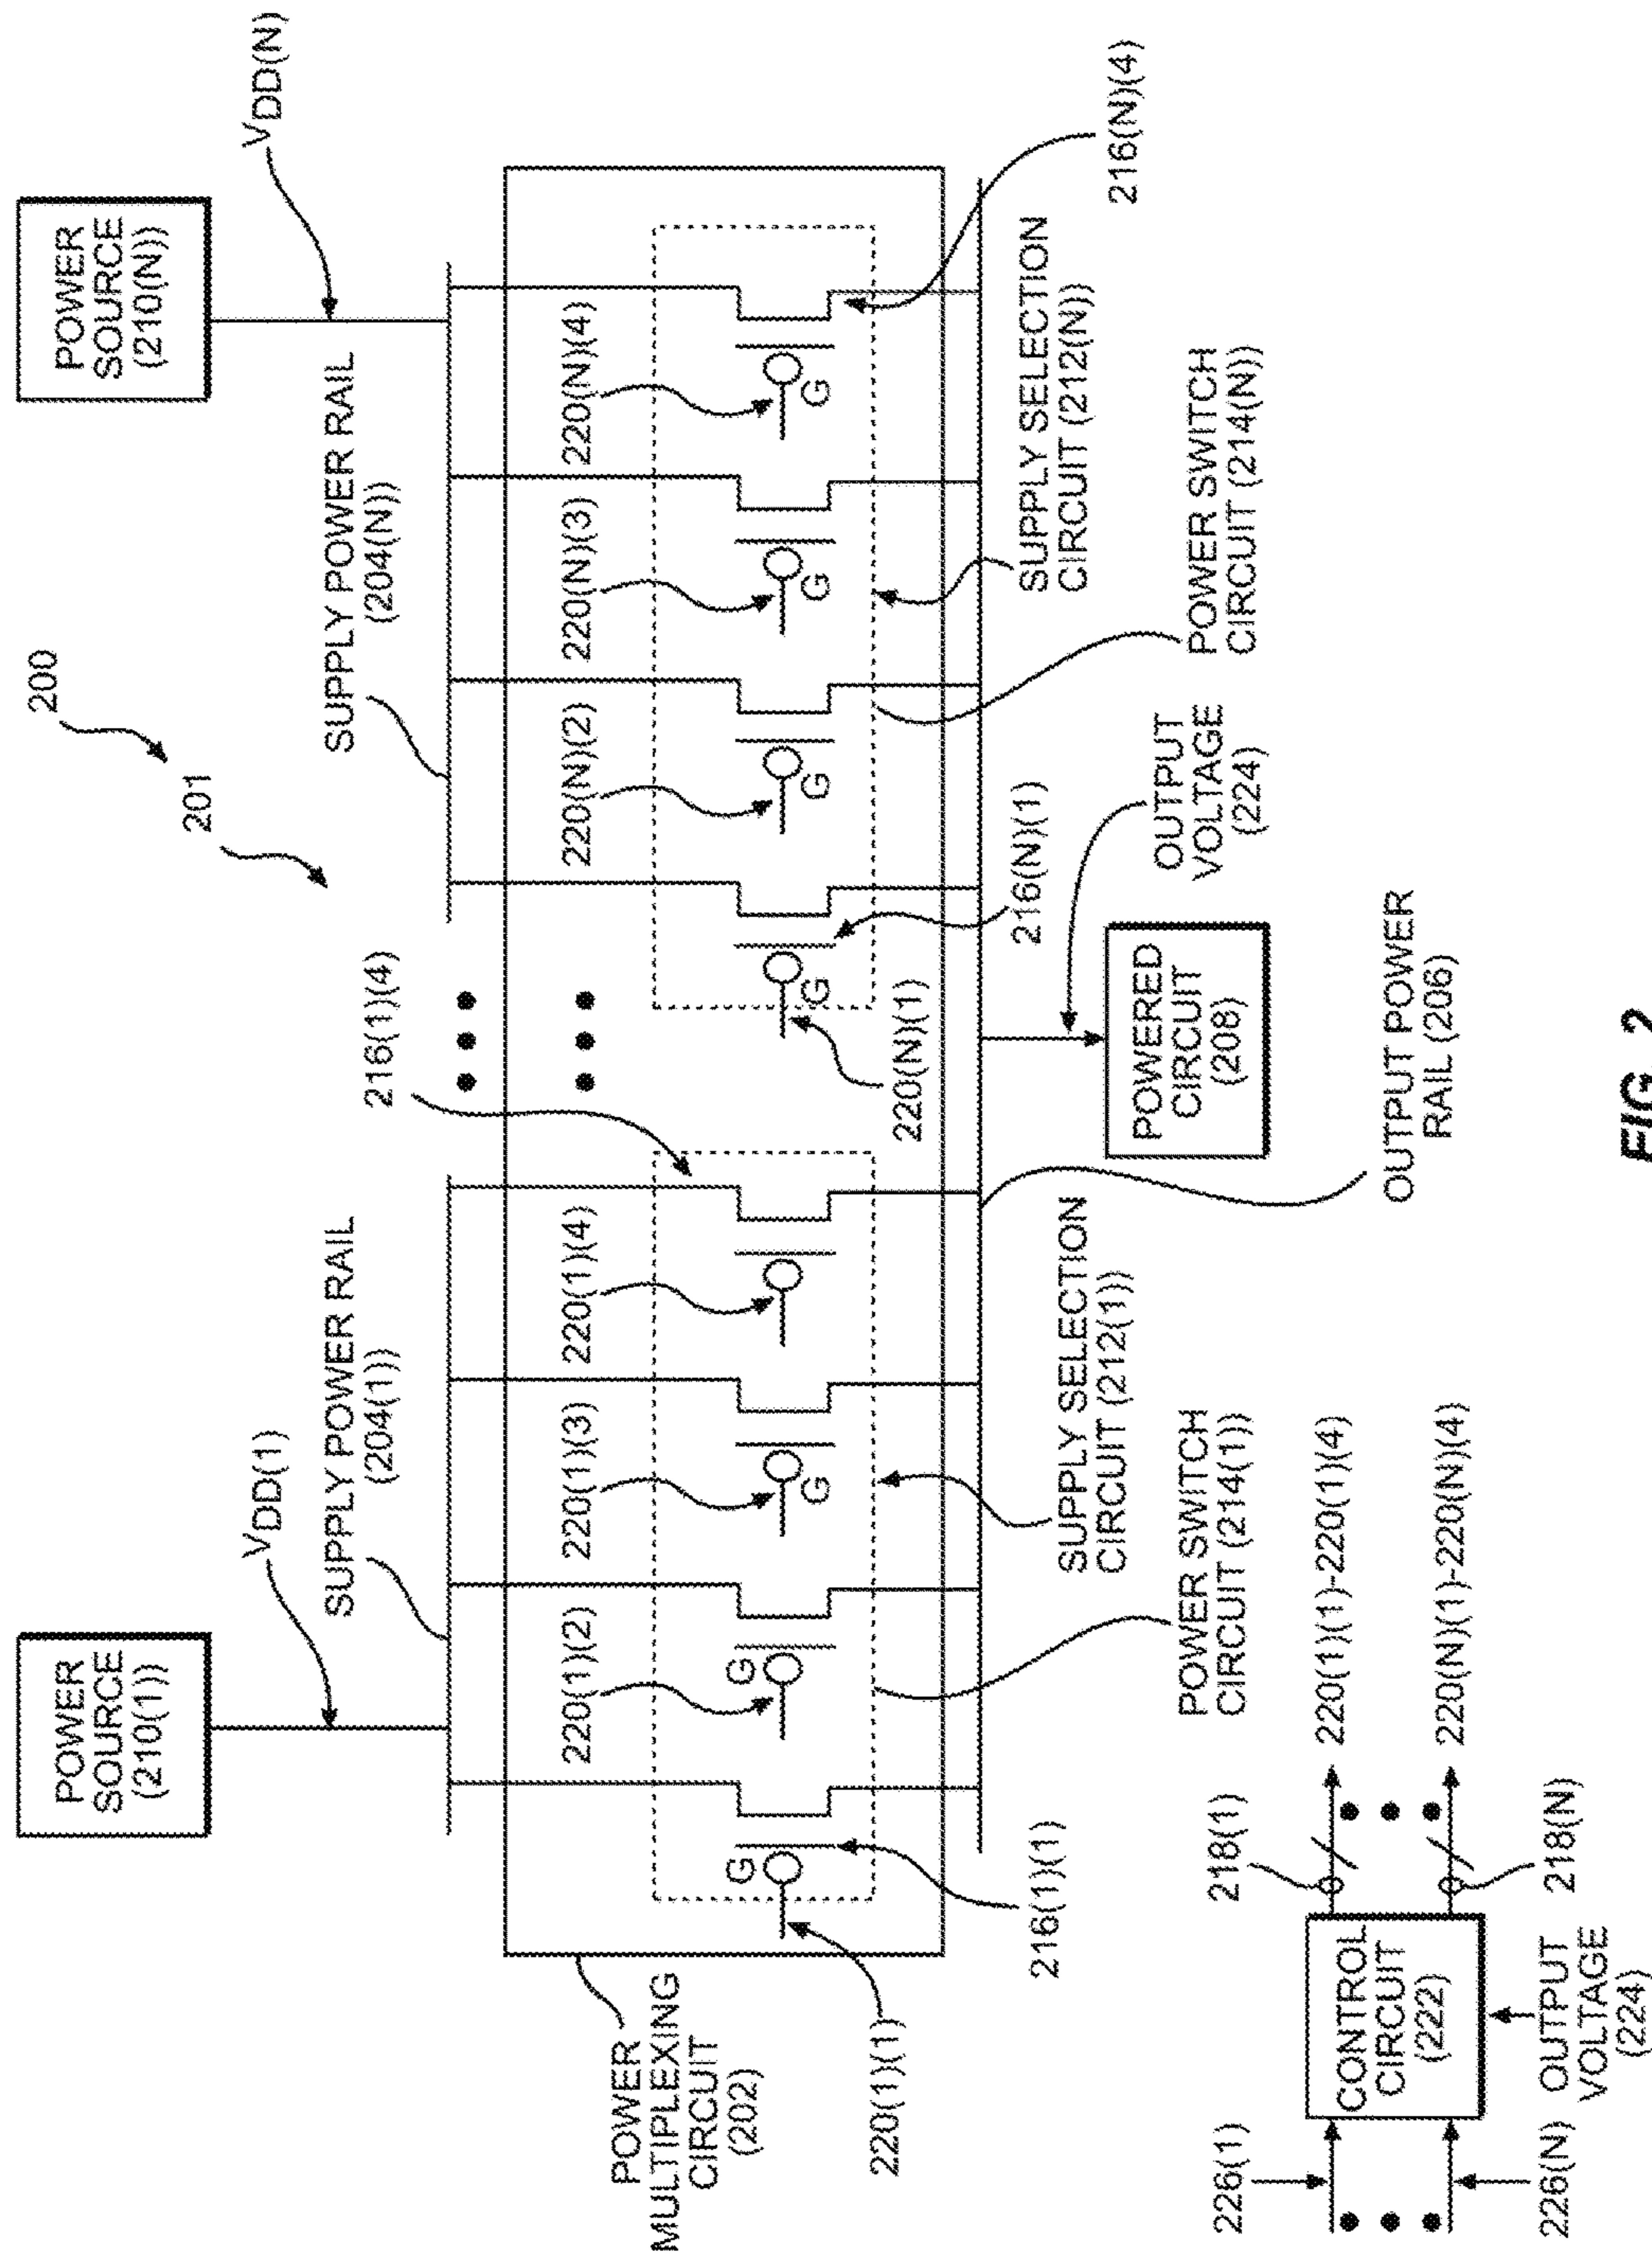 200
201
POWER
SOURCE
(210(1))
POWER
SOURCE
(210(N))
VDD(1)
VDD(N)
SUPPLY POWER RAIL
(204(1))
SUPPLY POWER RAIL
(204(N))
216(1)(4)
220(1)(2)
220(1)(3)
220(1)(4)
220(N)(2)
220(N)(3)
220(N)(4)
G
G
G
G
G
G
G
POWER
MULTIPLEXING
CIRCUIT
(202)
220(1)(1)
216(1)(1)
220(N)(1)
216(N)(1)
216(N)(4)
SUPPLY SELECTION
CIRCUIT (212(1))
SUPPLY SELECTION
CIRCUIT (212(N))
POWER SWITCH
CIRCUIT (214(1))
POWER SWITCH
CIRCUIT (214(N))
POWERED
CIRCUIT
(208)
OUTPUT
VOLTAGE
(224)
OUTPUT POWER
RAIL (206)
226(1)
226(N)
CONTROL
CIRCUIT
(222)
218(1)
218(N)
220(1)(1)-220(1)(4)
220(N)(1)-220(N)(4)
OUTPUT
VOLTAGE
(224)
FIG. 2